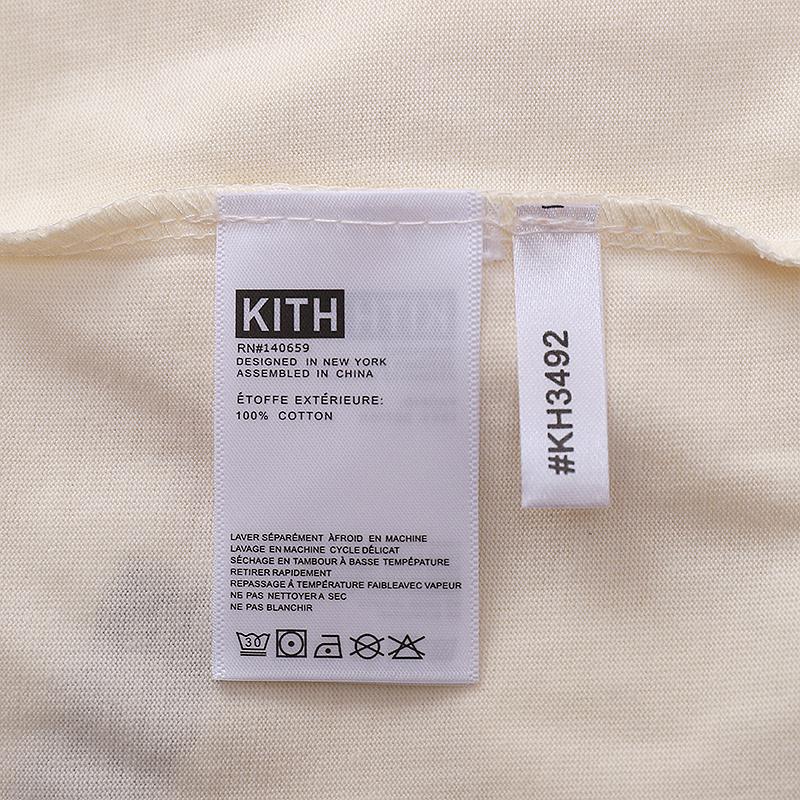 KITH
RN#140659
DESIGNED IN NEW YORK
ASSEMBLED IN CHINA
ÉTOFFE EXTÉRIEURE:
100% COTTON
LAVER SÉPARÉMENT ÀFROID EN MACHINE
LAVAGE EN MACHINE CYCLE DÉLICAT
SÉCHAGE EN TAMBOUR À BASSE TEMPÉPATURE
RETIRER RAPIDEMENT
REPASSAGE Á TEMPÉRATURE FAIBLEAVEC VAPEUR
NE PAS NETTOYER A SEC
NE PAS BLANCHIR
30
#KH3492